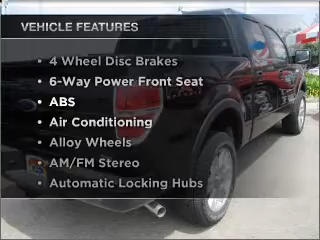 VEHICLE FEATURES
• 4 Wheel Disc Brakes
• 6-Way Power Front Seat
• ABS
• Air Conditioning
• Alloy Wheels
• AM/FM Stereo
• Automatic Locking Hubs